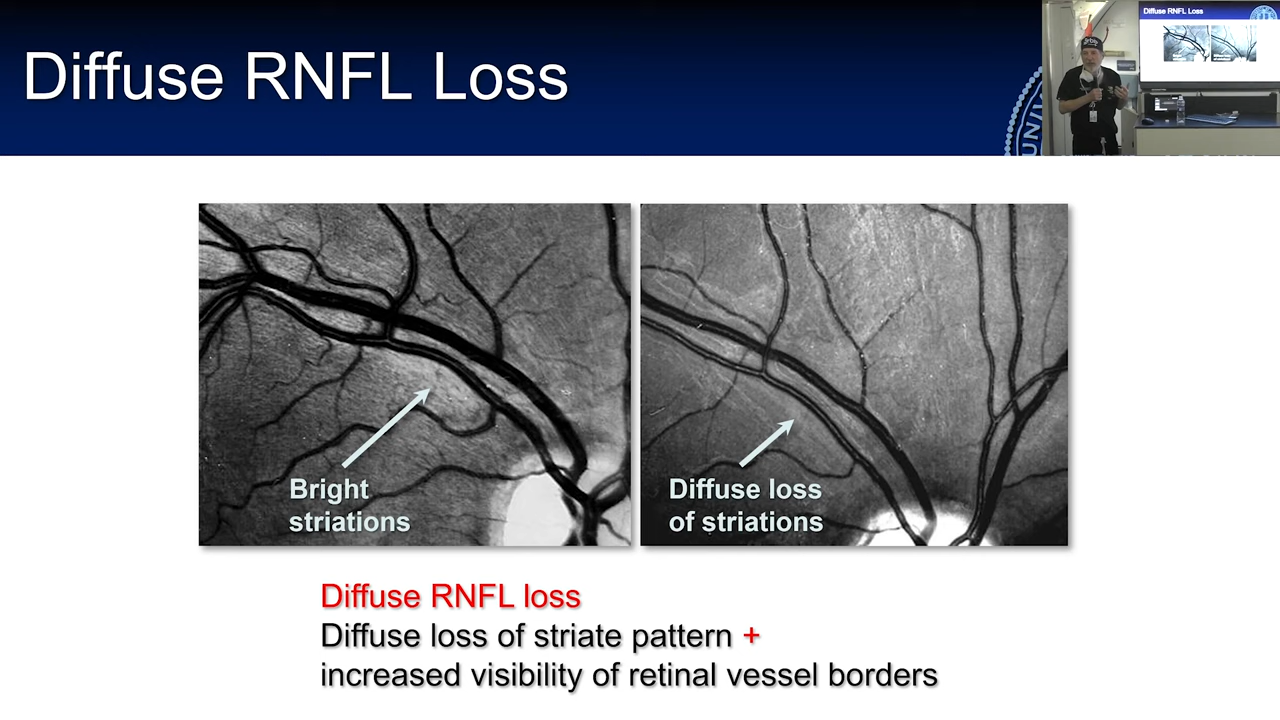 Diffuse RNFL Loss
UNIV
Diffuse RNFL Loss
Bright
striations
Diffuse loss
of striations
Diffuse RNFL loss
Diffuse loss of striate pattern +
increased visibility of retinal vessel borders